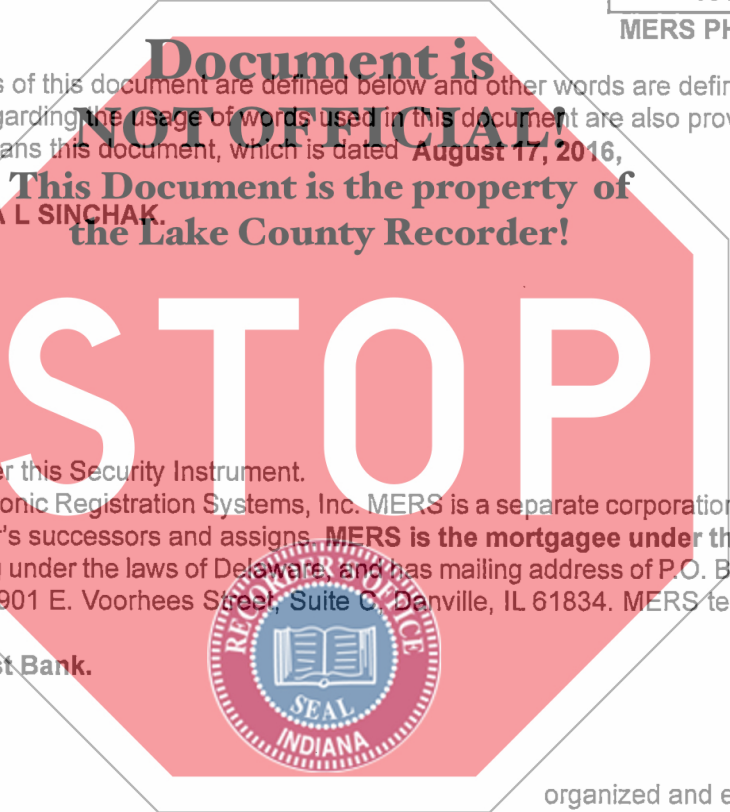 MERS PH
Document is
s of this document are defined below and other words are defin
garding the usage of words used in this document are also prov
NOT OFFICIAL!
ans this document, which is dated August 17, 2016,
This Document is the property of
A L SINCHAK.
the Lake County Recorder!
STOP
er this Security Instrument.
onic Registration Systems, Inc. MERS is a separate corporation
r's successors and assigns. MERS is the mortgagee under th
g under the laws of Delaware, and has mailing address of P.O. B
901 E. Voorhees Street, Suite C, Danville, IL 61834. MERS te
RECORDER'S OFFICE
SEAL
INDIANA
st Bank.
organized and e